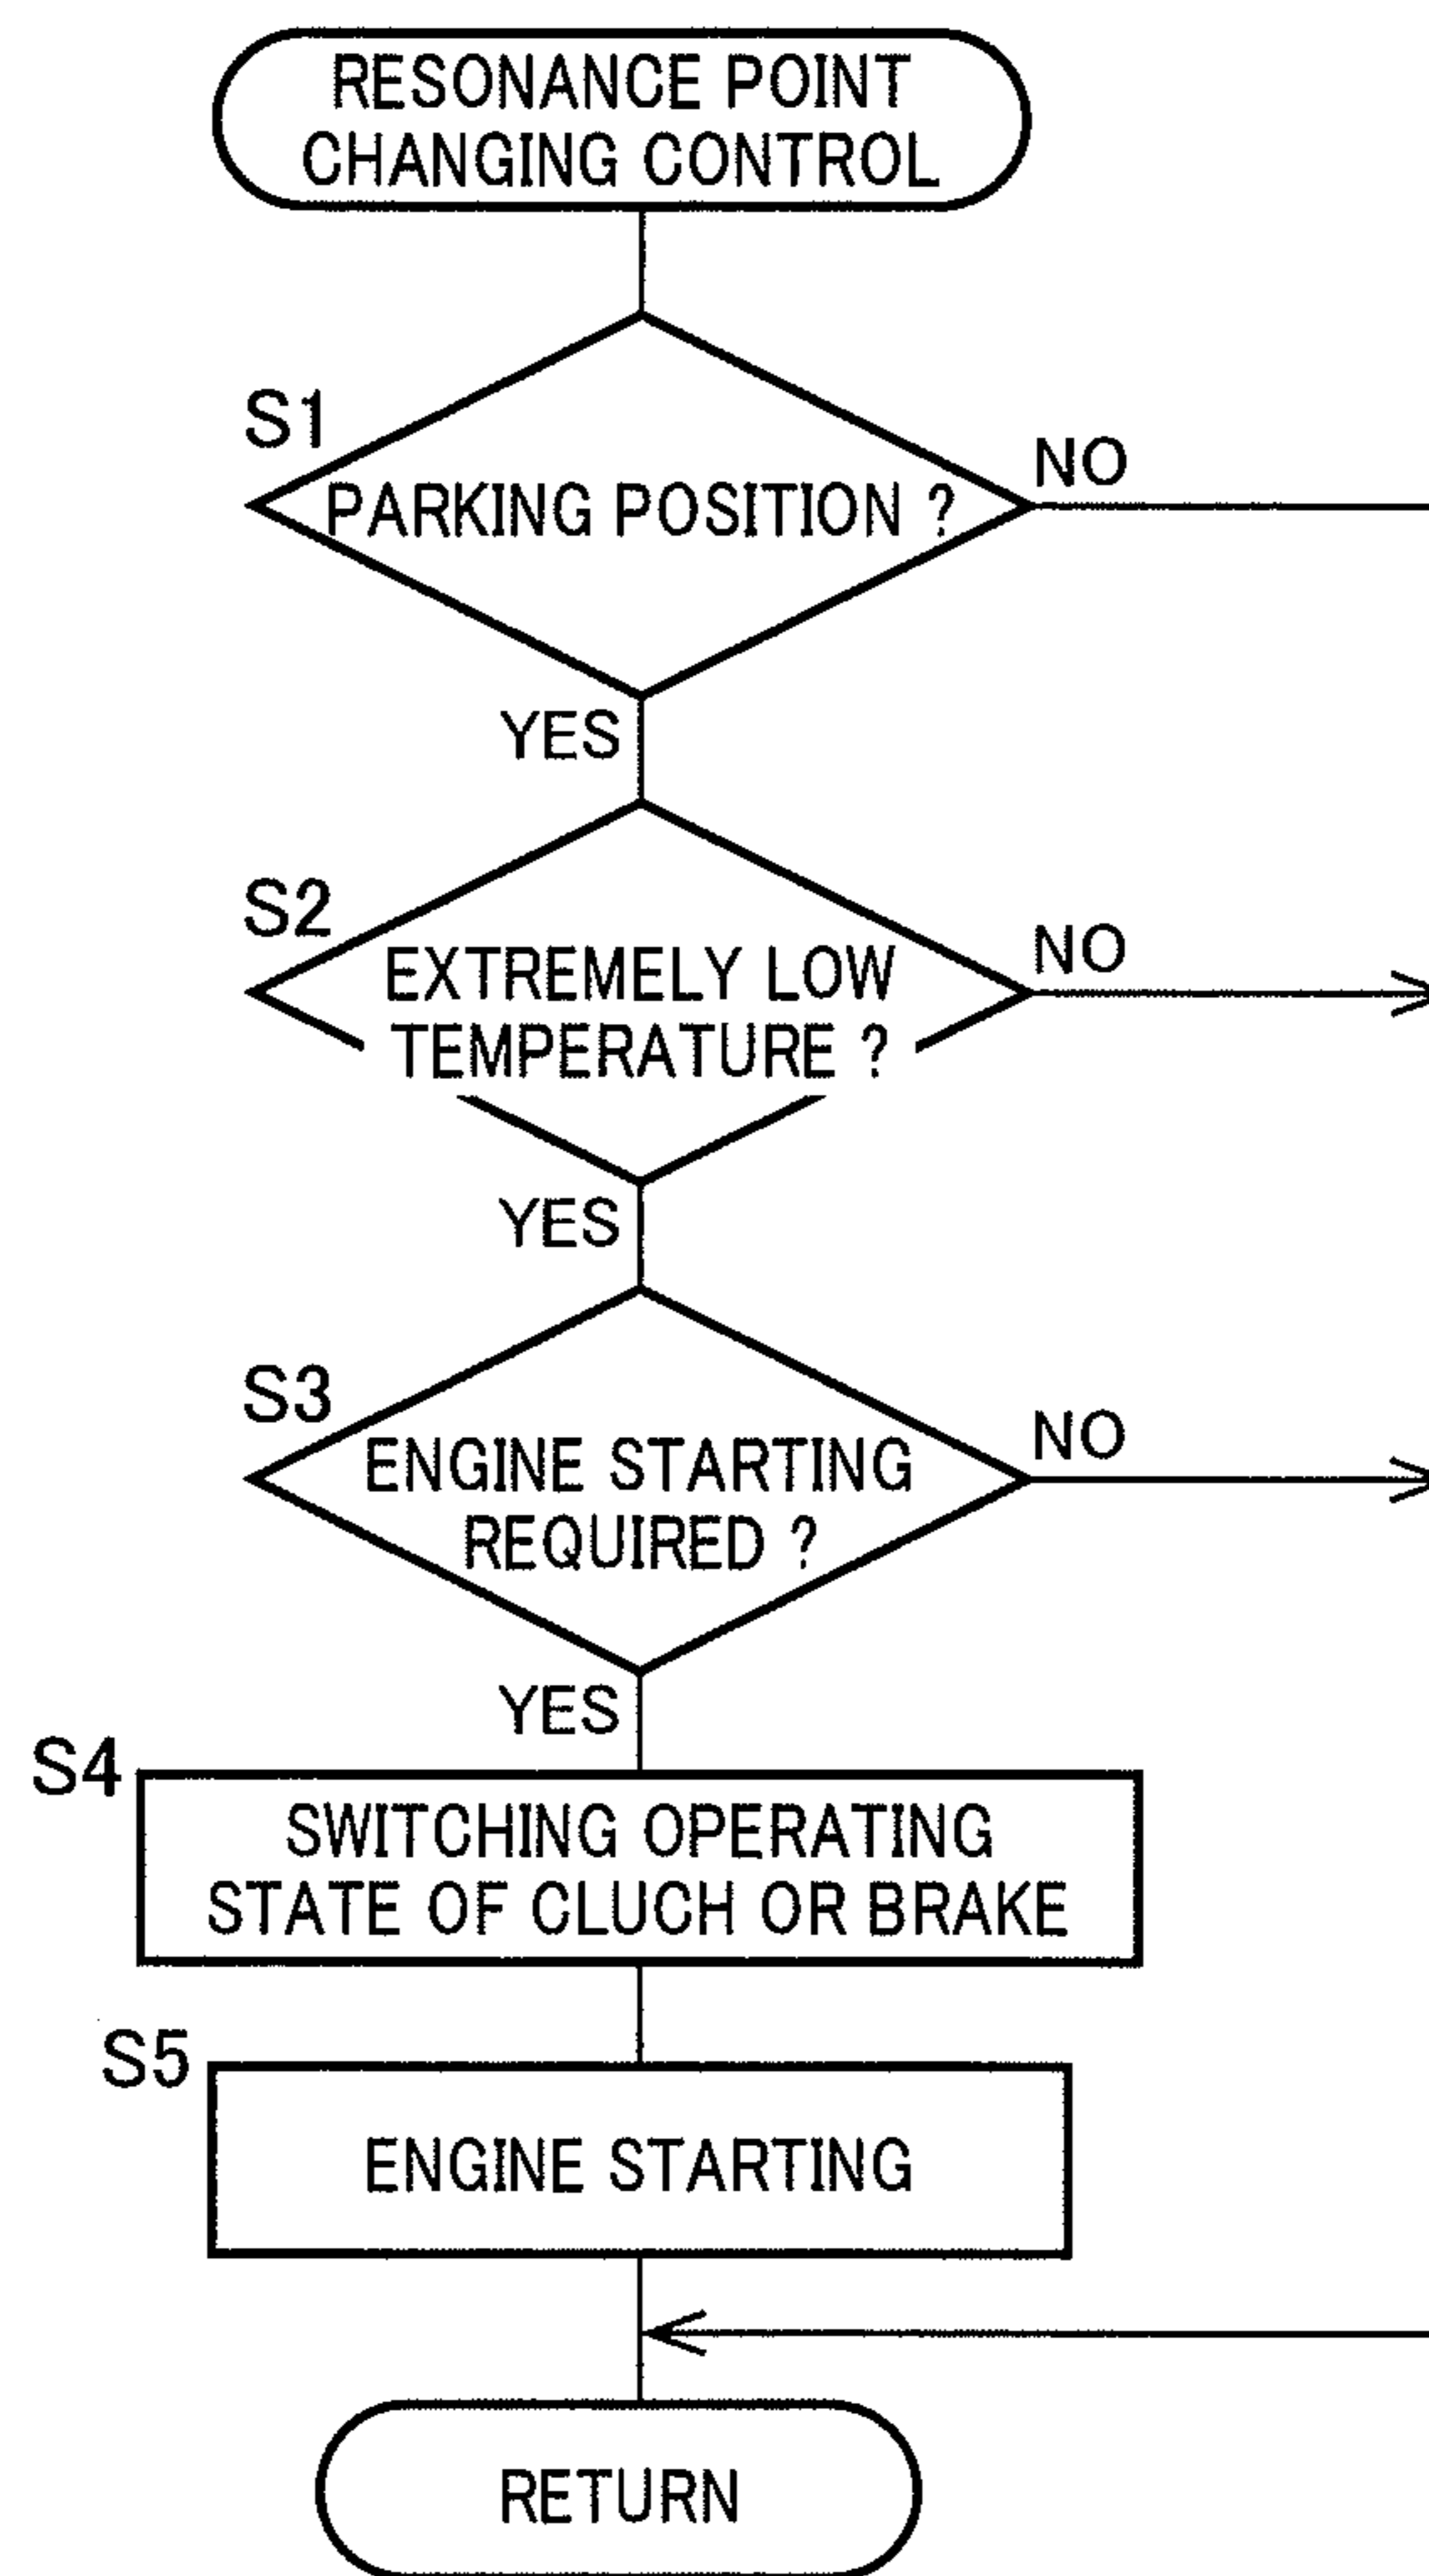 RESONANCE POINT
CHANGING CONTROL
S1
PARKING POSITION ?
NO
YES
S2
EXTREMELY LOW
TEMPERATURE ?
NO
YES
S3
ENGINE STARTING
REQUIRED ?
NO
YES
S4
SWITCHING OPERATING
STATE OF CLUCH OR BRAKE
S5
ENGINE STARTING
RETURN